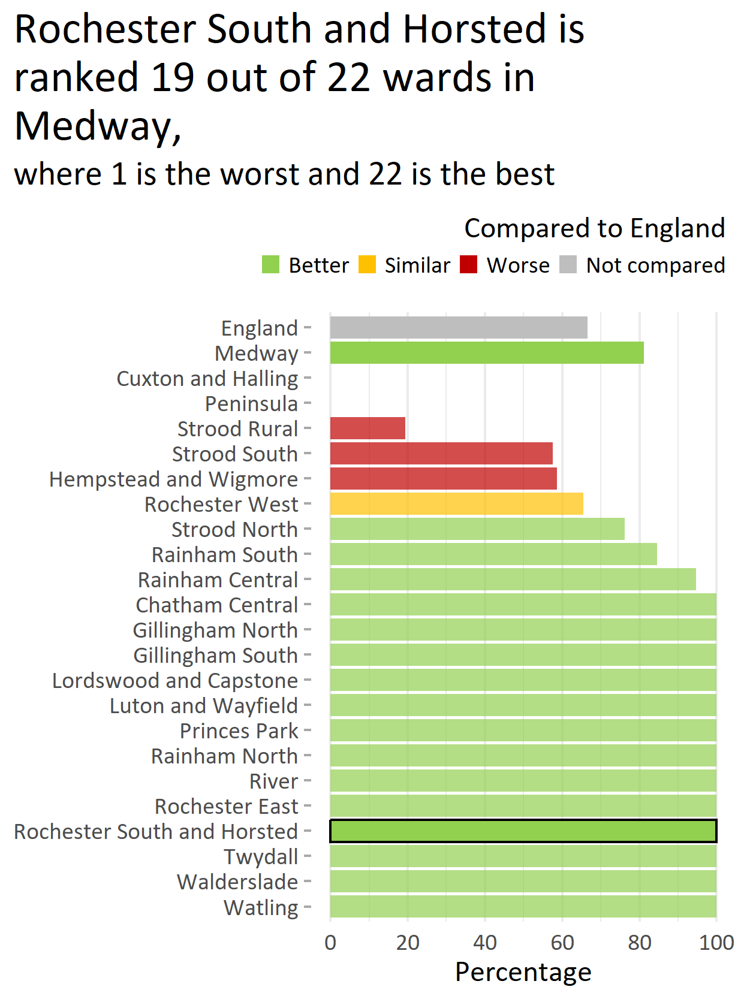 Rochester South and Horsted is
ranked 19 out of 22 wards in
Medway,
where 1 is the worst and 22 is the best
Compared to England
Better Similar Worse Not compared
England
Medway
Cuxton and Halling
Peninsula
Strood Rural
Strood South
Hempstead and Wigmore
Rochester West
Strood North
Rainham South
Rainham Central
Chatham Central
Gillingham North
Gillingham South
Lordswood and Capstone
Luton and Wayfield
Princes Park
Rainham North
River
Rochester East
Rochester South and Horsted
Twydall
Walderslade
Watling
0 20 40 60 80 100
Percentage